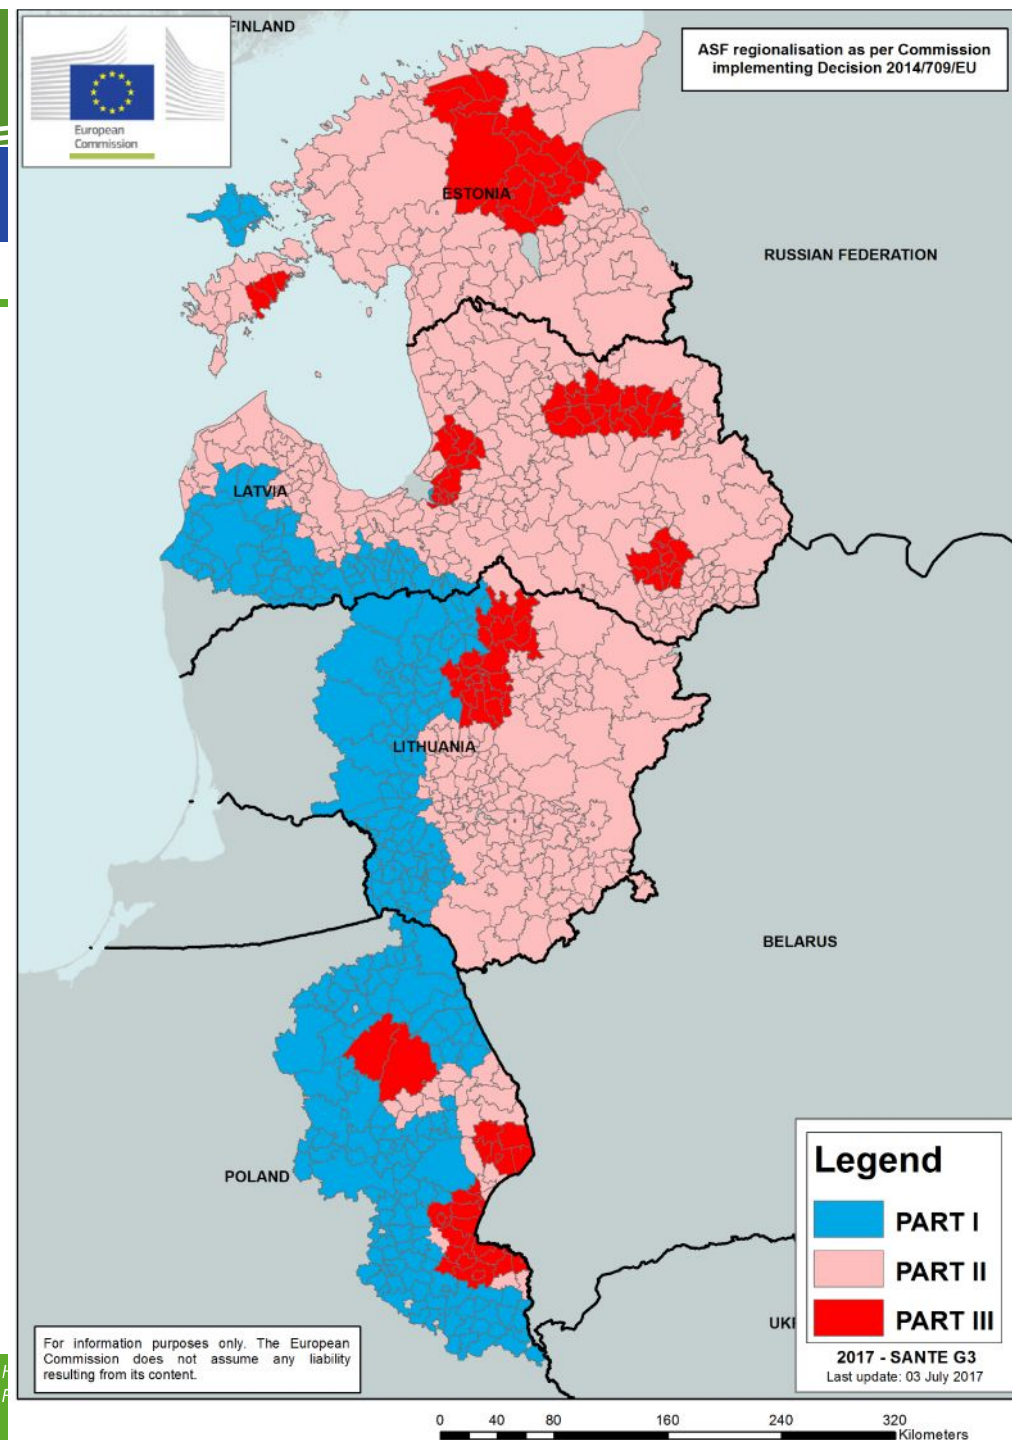 FINLAND
European
Commission
ASF regionalisation as per Commission
implementing Decision 2014/709/EU
ESTONIA
RUSSIAN FEDERATION
LATVIA
LITHUANIA
BELARUS
POLAND
UKI
Legend
PART I
PART II
PART III
2017 - SANTE G3
Last update: 03 July 2017
For information purposes only. The European
Commission does not assume any liability
resulting from its content.
0 40 80 160 240 320
Kilometers